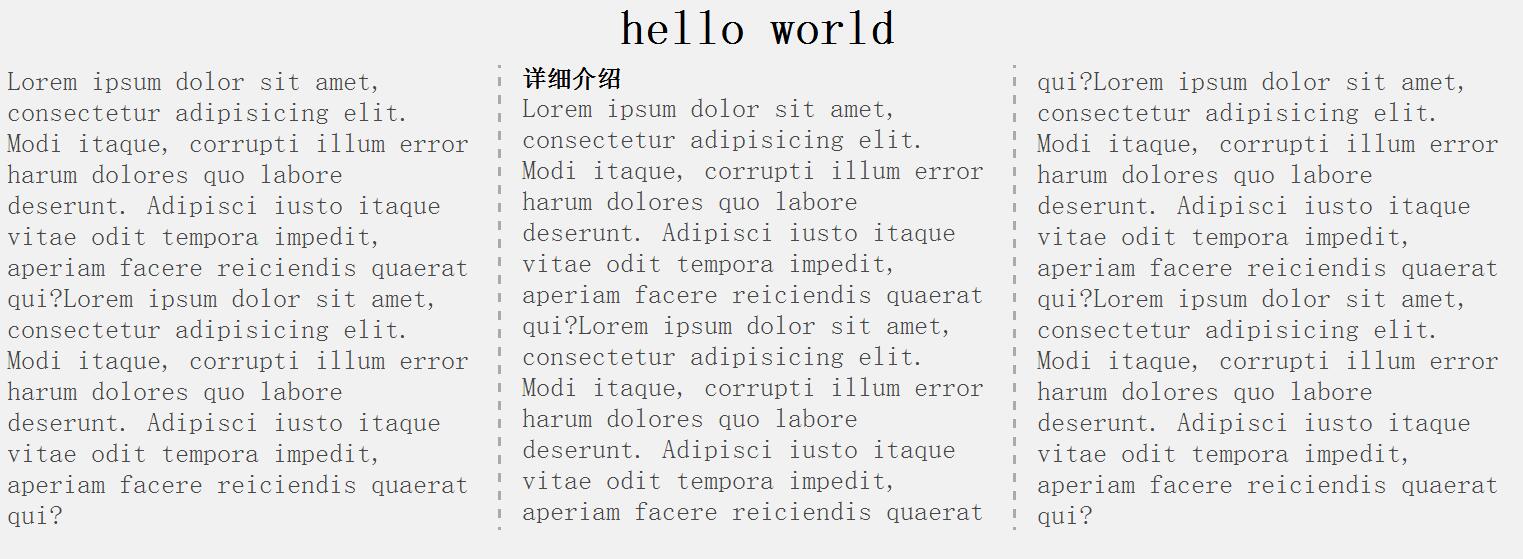 hello world
Lorem ipsum dolor sit amet,
consectetur adipisicing elit.
Modi itaque, corrupti illum error
harum dolores quo labore
deserunt. Adipisci iusto itaque
vitae odit tempora impedit,
aperiam facere reiciendis quaerat
qui?Lorem ipsum dolor sit amet,
consectetur adipisicing elit.
Modi itaque, corrupti illum error
harum dolores quo labore
deserunt. Adipisci iusto itaque
vitae odit tempora impedit,
aperiam facere reiciendis quaerat
qui?
详细介绍
Lorem ipsum dolor sit amet,
consectetur adipisicing elit.
Modi itaque, corrupti illum error
harum dolores quo labore
deserunt. Adipisci iusto itaque
vitae odit tempora impedit,
aperiam facere reiciendis quaerat
qui?Lorem ipsum dolor sit amet,
consectetur adipisicing elit.
Modi itaque, corrupti illum error
harum dolores quo labore
deserunt. Adipisci iusto itaque
vitae odit tempora impedit,
aperiam facere reiciendis quaerat
qui?Lorem ipsum dolor sit amet,
consectetur adipisicing elit.
Modi itaque, corrupti illum error
harum dolores quo labore
deserunt. Adipisci iusto itaque
vitae odit tempora impedit,
aperiam facere reiciendis quaerat
qui?Lorem ipsum dolor sit amet,
consectetur adipisicing elit.
Modi itaque, corrupti illum error
harum dolores quo labore
deserunt. Adipisci iusto itaque
vitae odit tempora impedit,
aperiam facere reiciendis quaerat
qui?